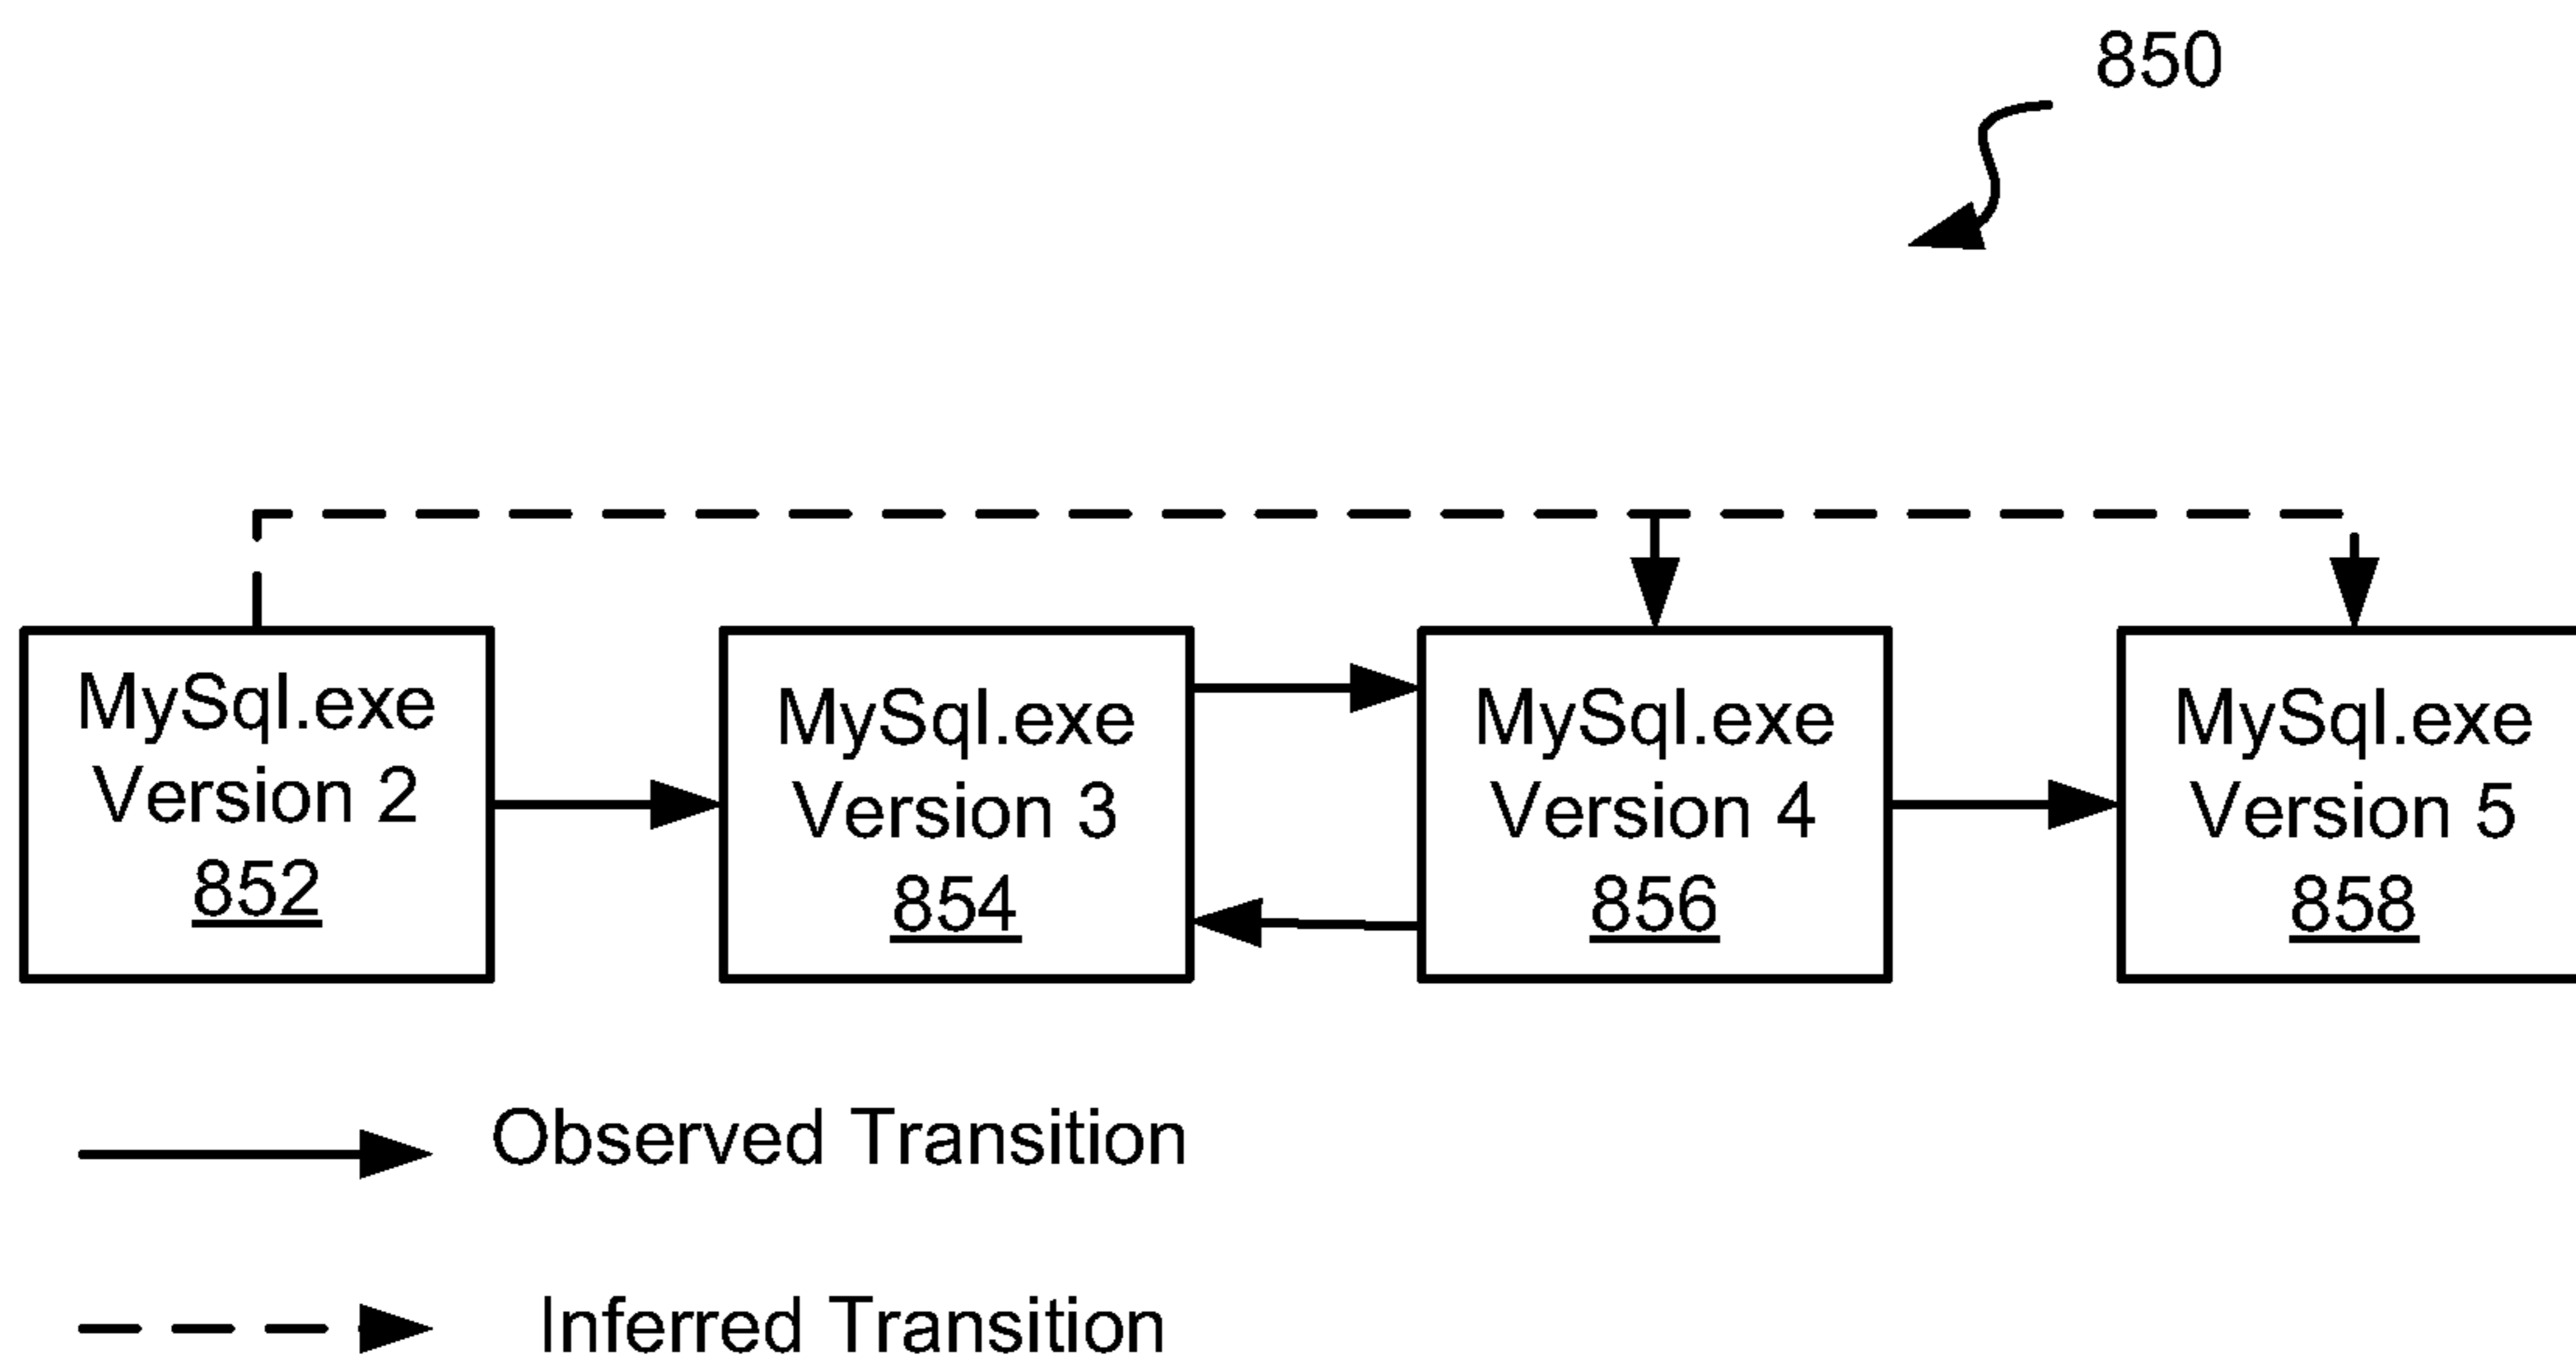 850
MySql.exe
Version 2
852
MySql.exe
Version 3
854
MySql.exe
Version 4
856
MySql.exe
Version 5
858
Observed Transition
Inferred Transition